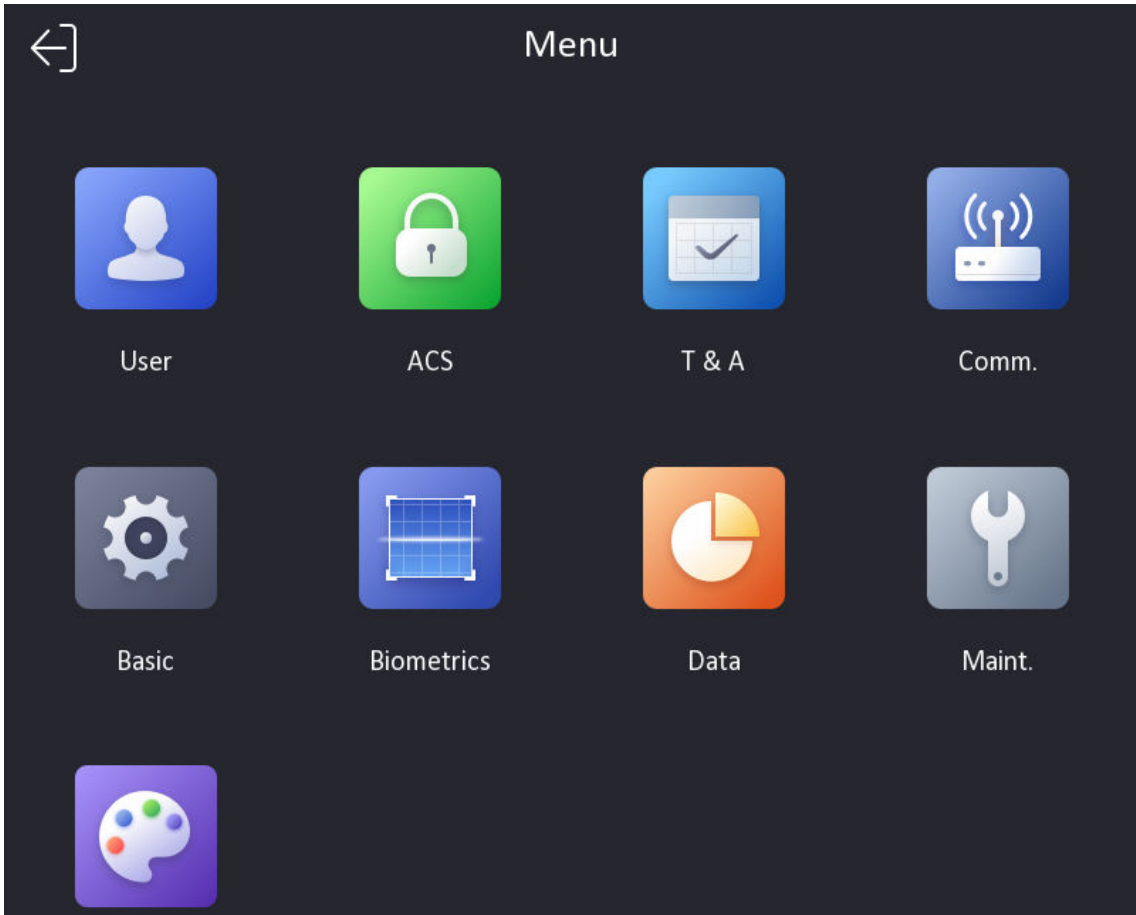 Menu
User
ACS
T & A
Comm.
Basic
Biometrics
Data
Maint.